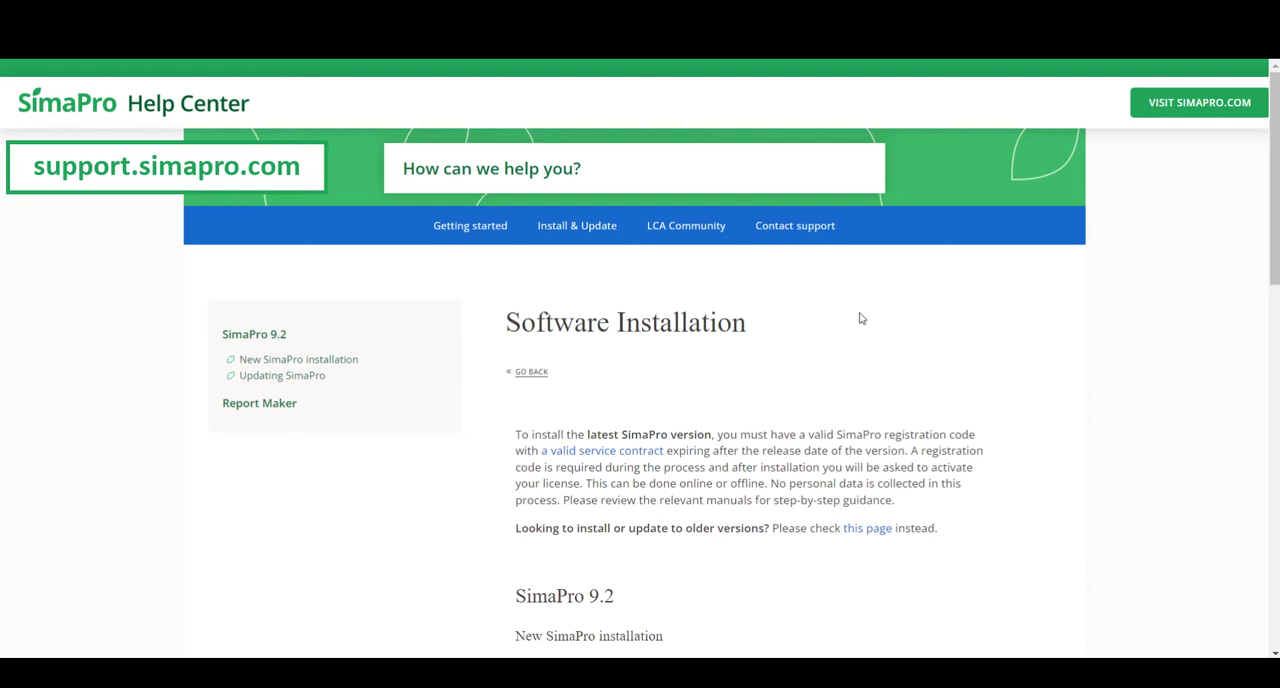 SimaPro Help Center
VISIT SIMAPRO.COM
support.simapro.com
How can we help you?
Getting started Install & Update LCA Community Contact support
SimaPro 9.2
New SimaPro installation
Updating SimaPro
Report Maker
Software Installation
« GO BACK
To install the latest SimaPro version, you must have a valid SimaPro registration code
with a valid service contract expiring after the release date of the version. A registration
code is required during the process and after installation you will be asked to activate
your license. This can be done online or offline. No personal data is collected in this
process. Please review the relevant manuals for step-by-step guidance.
Looking to install or update to older versions? Please check this page instead.
SimaPro 9.2
New SimaPro installation